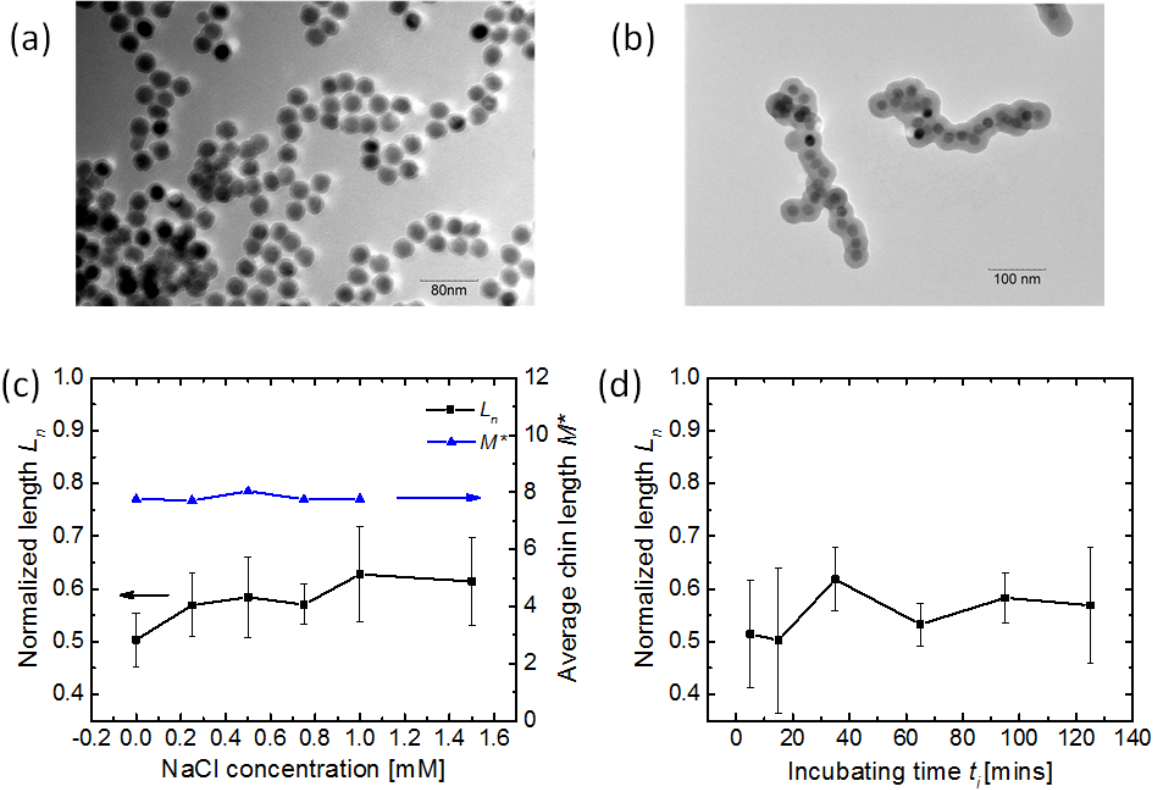 (a)
80nm
(b)
100 nm
(c)
1.0
0.9
0.8
0.7
0.6
0.5
0.4
Normalized length Ln
Ln
M*
12
10
8
6
4
2
0
Average chin length M*
-0.2 0.0 0.2 0.4 0.6 0.8 1.0 1.2 1.4 1.6
NaCl concentration [mM]
(d)
1.0
0.9
0.8
0.7
0.6
0.5
0.4
Normalized length Ln
0 20 40 60 80 100 120 140
Incubating time ti [mins]